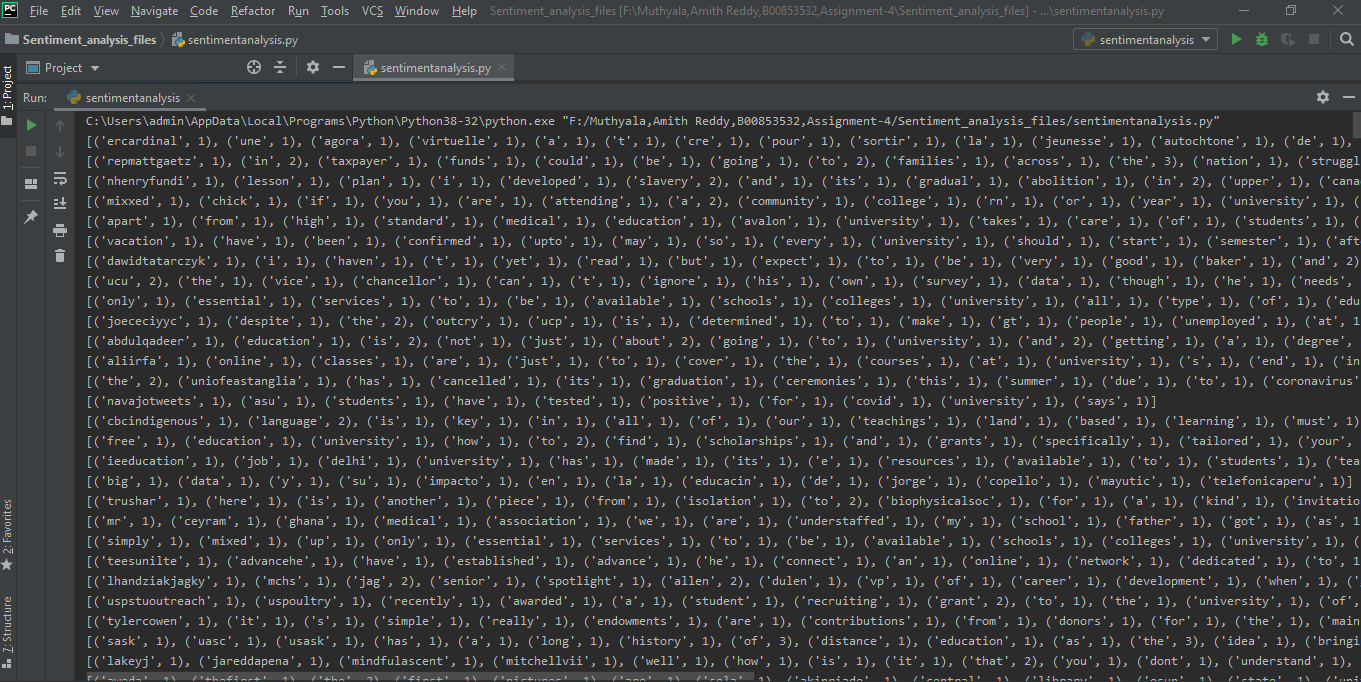 PC File Edit View Navigate Code Refactor Run Tools VCS Window Help Sentiment_analysis_files [F:\Muthyala,Amith Reddy,B00853532,Assignment-4\Sentiment_analysis_files] - ...\sentimentanalysis.py
Sentiment_analysis_files sentimentanalysis.py sentimentanalysis
Project sentimentanalysis.py
1: Project
Run: sentimentanalysis
C:\Users\admin\AppData\Local\Programs\Python\Python38-32\python.exe "F:/Muthyala,Amith Reddy,B00853532,Assignment-4/Sentiment_analysis_files/sentimentanalysis.py"
[('ercardinal', 1), ('une', 1), ('agora', 1), ('virtuelle', 1), ('a', 1), ('t', 1), ('cre', 1), ('pour', 1), ('sortir', 1), ('la', 1), ('jeunesse', 1), ('autochtone', 1), ('de', 1),
[('repmattgaetz', 1), ('in', 2), ('taxpayer', 1), ('funds', 1), ('could', 1), ('be', 1), ('going', 1), ('to', 2), ('families', 1), ('across', 1), ('the', 3), ('nation', 1), ('struggl
[('nhenryfundi', 1), ('lesson', 1), ('plan', 1), ('i', 1), ('developed', 1), ('slavery', 2), ('and', 1), ('its', 1), ('gradual', 1), ('abolition', 1), ('in', 2), ('upper', 1), ('cana
[('mixxed', 1), ('chick', 1), ('if', 1), ('you', 1), ('are', 1), ('attending', 1), ('a', 2), ('community', 1), ('college', 1), ('rn', 1), ('or', 1), ('year', 1), ('university', 1), (
[('apart', 1), ('from', 1), ('high', 1), ('standard', 1), ('medical', 1), ('education', 1), ('avalon', 1), ('university', 1), ('takes', 1), ('care', 1), ('of', 1), ('students', 1), (
[('vacation', 1), ('have', 1), ('been', 1), ('confirmed', 1), ('upto', 1), ('may', 1), ('so', 1), ('every', 1), ('university', 1), ('should', 1), ('start', 1), ('semester', 1), ('aft
[('dawidtatarczyk', 1), ('i', 1), ('haven', 1), ('t', 1), ('yet', 1), ('read', 1), ('but', 1), ('expect', 1), ('to', 1), ('be', 1), ('very', 1), ('good', 1), ('baker', 1), ('and', 2)
[('ucu', 2), ('the', 1), ('vice', 1), ('chancellor', 1), ('can', 1), ('t', 1), ('ignore', 1), ('his', 1), ('own', 1), ('survey', 1), ('data', 1), ('though', 1), ('he', 1), ('needs',
[('only', 1), ('essential', 1), ('services', 1), ('to', 1), ('be', 1), ('available', 1), ('schools', 1), ('colleges', 1), ('university', 1), ('all', 1), ('type', 1), ('of', 1), ('edu
[('joececiyyc', 1), ('despite', 1), ('the', 2), ('outcry', 1), ('ucp', 1), ('is', 1), ('determined', 1), ('to', 1), ('make', 1), ('gt', 1), ('people', 1), ('unemployed', 1), ('at', 1
[('abdulqadeer', 1), ('education', 1), ('is', 2), ('not', 1), ('just', 1), ('about', 2), ('going', 1), ('to', 1), ('university', 1), ('and', 2), ('getting', 1), ('a', 1), ('degree',
[('aliirfa', 1), ('online', 1), ('classes', 1), ('are', 1), ('just', 1), ('to', 1), ('cover', 1), ('the', 1), ('courses', 1), ('at', 1), ('university', 1), ('s', 1), ('end', 1), ('in
[('the', 2), ('uniofeastanglia', 1), ('has', 1), ('cancelled', 1), ('its', 1), ('graduation', 1), ('ceremonies', 1), ('this', 1), ('summer', 1), ('due', 1), ('to', 1), ('coronavirus'
[('navajotweets', 1), ('asu', 1), ('students', 1), ('have', 1), ('tested', 1), ('positive', 1), ('for', 1), ('covid', 1), ('university', 1), ('says', 1)]
[('cbcindigenous', 1), ('language', 2), ('is', 1), ('key', 1), ('in', 1), ('all', 1), ('of', 1), ('our', 1), ('teachings', 1), ('land', 1), ('based', 1), ('learning', 1), ('must', 1)
[('free', 1), ('education', 1), ('university', 1), ('how', 1), ('to', 2), ('find', 1), ('scholarships', 1), ('and', 1), ('grants', 1), ('specifically', 1), ('tailored', 1), ('your',
[('ieeducation', 1), ('job', 1), ('delhi', 1), ('university', 1), ('has', 1), ('made', 1), ('its', 1), ('e', 1), ('resources', 1), ('available', 1), ('to', 1), ('students', 1), ('tea
[('big', 1), ('data', 1), ('y', 1), ('su', 1), ('impacto', 1), ('en', 1), ('la', 1), ('educacin', 1), ('de', 1), ('jorge', 1), ('copello', 1), ('mayutic', 1), ('telefonicaperu', 1)]
[('trushar', 1), ('here', 1), ('is', 1), ('another', 1), ('piece', 1), ('from', 1), ('isolation', 1), ('to', 2), ('biophysicalsoc', 1), ('for', 1), ('a', 1), ('kind', 1), ('invitatio
[('mr', 1), ('ceyram', 1), ('ghana', 1), ('medical', 1), ('association', 1), ('we', 1), ('are', 1), ('understaffed', 1), ('my', 1), ('school', 1), ('father', 1), ('got', 1), ('as', 1
[('simply', 1), ('mixed', 1), ('up', 1), ('only', 1), ('essential', 1), ('services', 1), ('to', 1), ('be', 1), ('available', 1), ('schools', 1), ('colleges', 1), ('university', 1), (
[('teesunilte', 1), ('advancehe', 1), ('have', 1), ('established', 1), ('advance', 1), ('he', 1), ('connect', 1), ('an', 1), ('online', 1), ('network', 1), ('dedicated', 1), ('to', 1
[('lhandziakjagky', 1), ('mchs', 1), ('jag', 2), ('senior', 1), ('spotlight', 1), ('allen', 2), ('dulen', 1), ('vp', 1), ('of', 1), ('career', 1), ('development', 1), ('when', 1), ('
[('uspstuoutreach', 1), ('uspoultry', 1), ('recently', 1), ('awarded', 1), ('a', 1), ('student', 1), ('recruiting', 1), ('grant', 2), ('to', 1), ('the', 1), ('university', 1), ('of',
[('tylercowen', 1), ('it', 1), ('s', 1), ('simple', 1), ('really', 1), ('endowments', 1), ('are', 1), ('contributions', 1), ('from', 1), ('donors', 1), ('for', 1), ('the', 1), ('main
[('sask', 1), ('uasc', 1), ('usask', 1), ('has', 1), ('a', 1), ('long', 1), ('history', 1), ('of', 3), ('distance', 1), ('education', 1), ('as', 1), ('the', 3), ('idea', 1), ('bringi
[('lakeyj', 1), ('jareddapena', 1), ('mindfulascent', 1), ('mitchellvii', 1), ('well', 1), ('how', 1), ('is', 1), ('it', 1), ('that', 2), ('you', 1), ('dont', 1), ('understand', 1),
2: Favorites
7: Structure